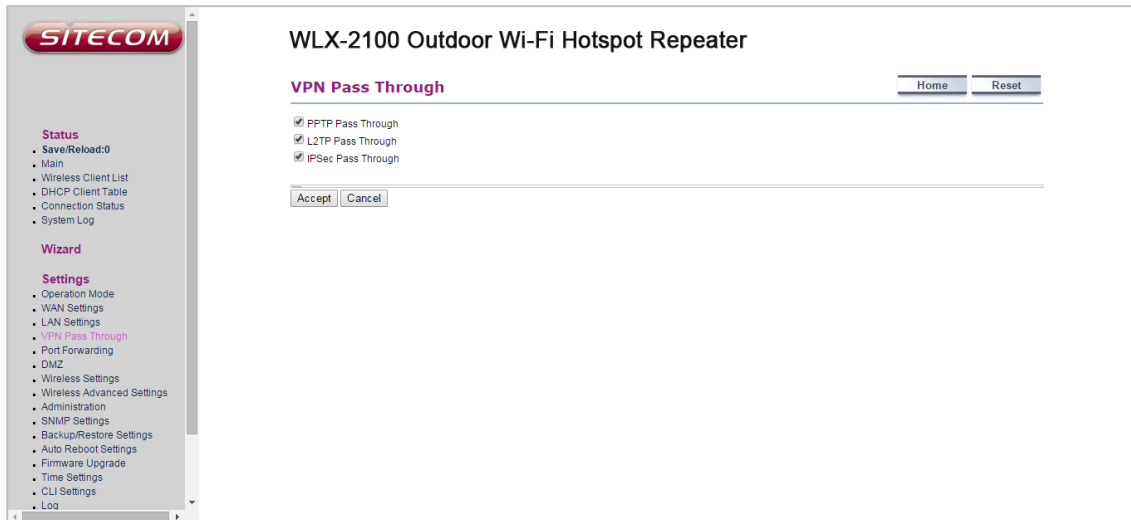 SITECOM
WLX-2100 Outdoor Wi-Fi Hotspot Repeater
VPN Pass Through
Home
Reset
PPTP Pass Through
L2TP Pass Through
IPSec Pass Through
Accept
Cancel
Status
Save/Reload:0
Main
Wireless Client List
DHCP Client Table
Connection Status
System Log
Wizard
Settings
Operation Mode
WAN Settings
LAN Settings
VPN Pass Through
Port Forwarding
DMZ
Wireless Settings
Wireless Advanced Settings
Administration
SNMP Settings
Backup/Restore Settings
Auto Reboot Settings
Firmware Upgrade
Time Settings
CLI Settings
Log